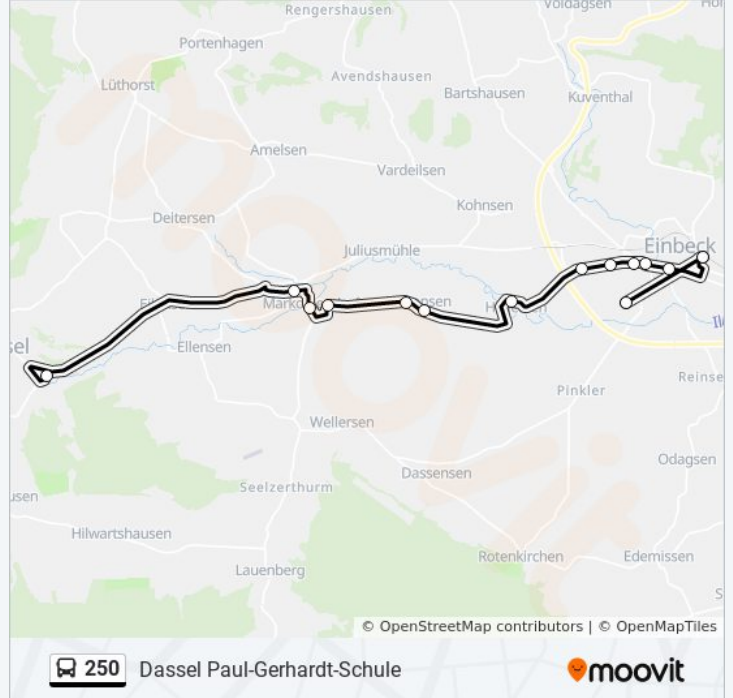 Rengershausen
Voldagsen
Portenhagen
Avendshausen
Lüthorst
Bartshausen
Kuventhal
Amelsen
Vardeilsen
Kohnsen
Deitersen
Einbeck
Juliusmühle
Ellensen
Pinkler
Wellersen
Odagsen
Dassensen
Seelzerthurm
Hilwartshausen
Rotenkirchen
Edemissen
Lauenberg
© OpenStreetMap contributors | © OpenMapTiles
250 Dassel Paul-Gerhardt-Schule
moovit